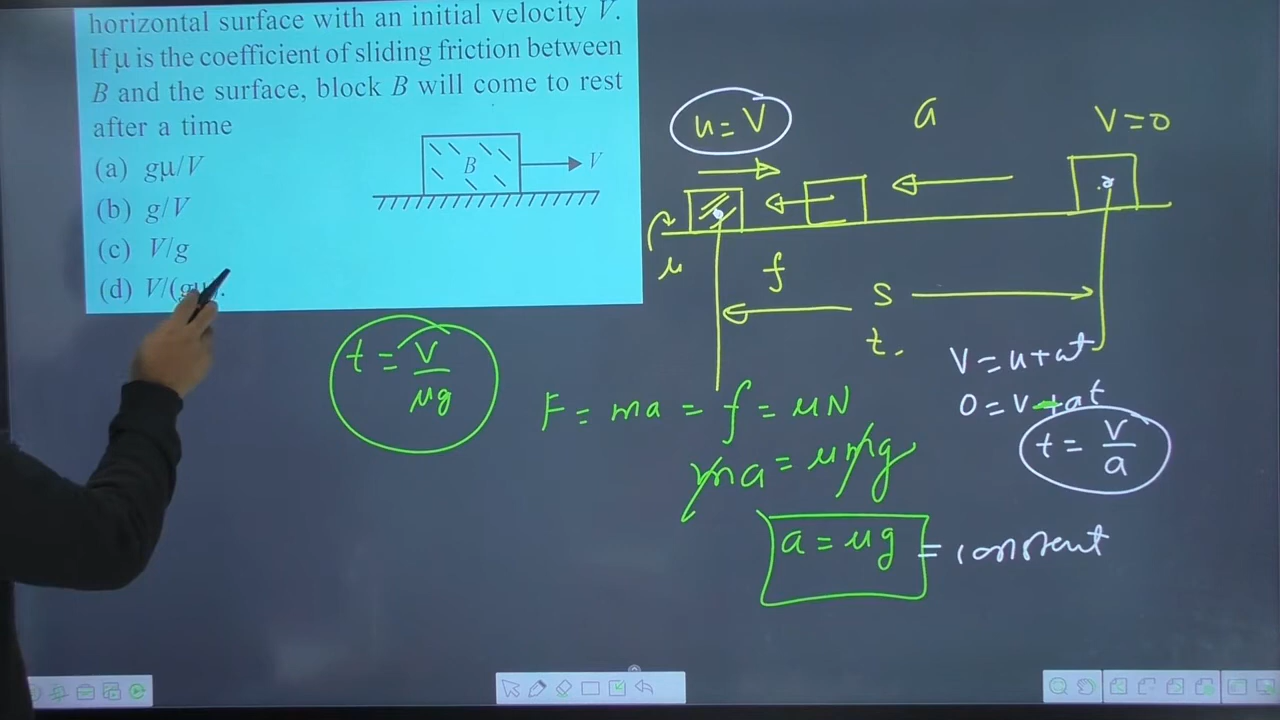 horizontal surface with an initial velocity V.
If μ is the coefficient of sliding friction between
B and the surface, block B will come to rest
after a time
(a) gμ/V
(b) g/V
(c) V/g
(d) V/(gμ).
B
V
u = V
a
V = 0
μ
f
S
t.
V = u + at
0 = V - at
t = V/a
t = V/μg
F = ma = f = μN
ma = μmg
a = μg = constant